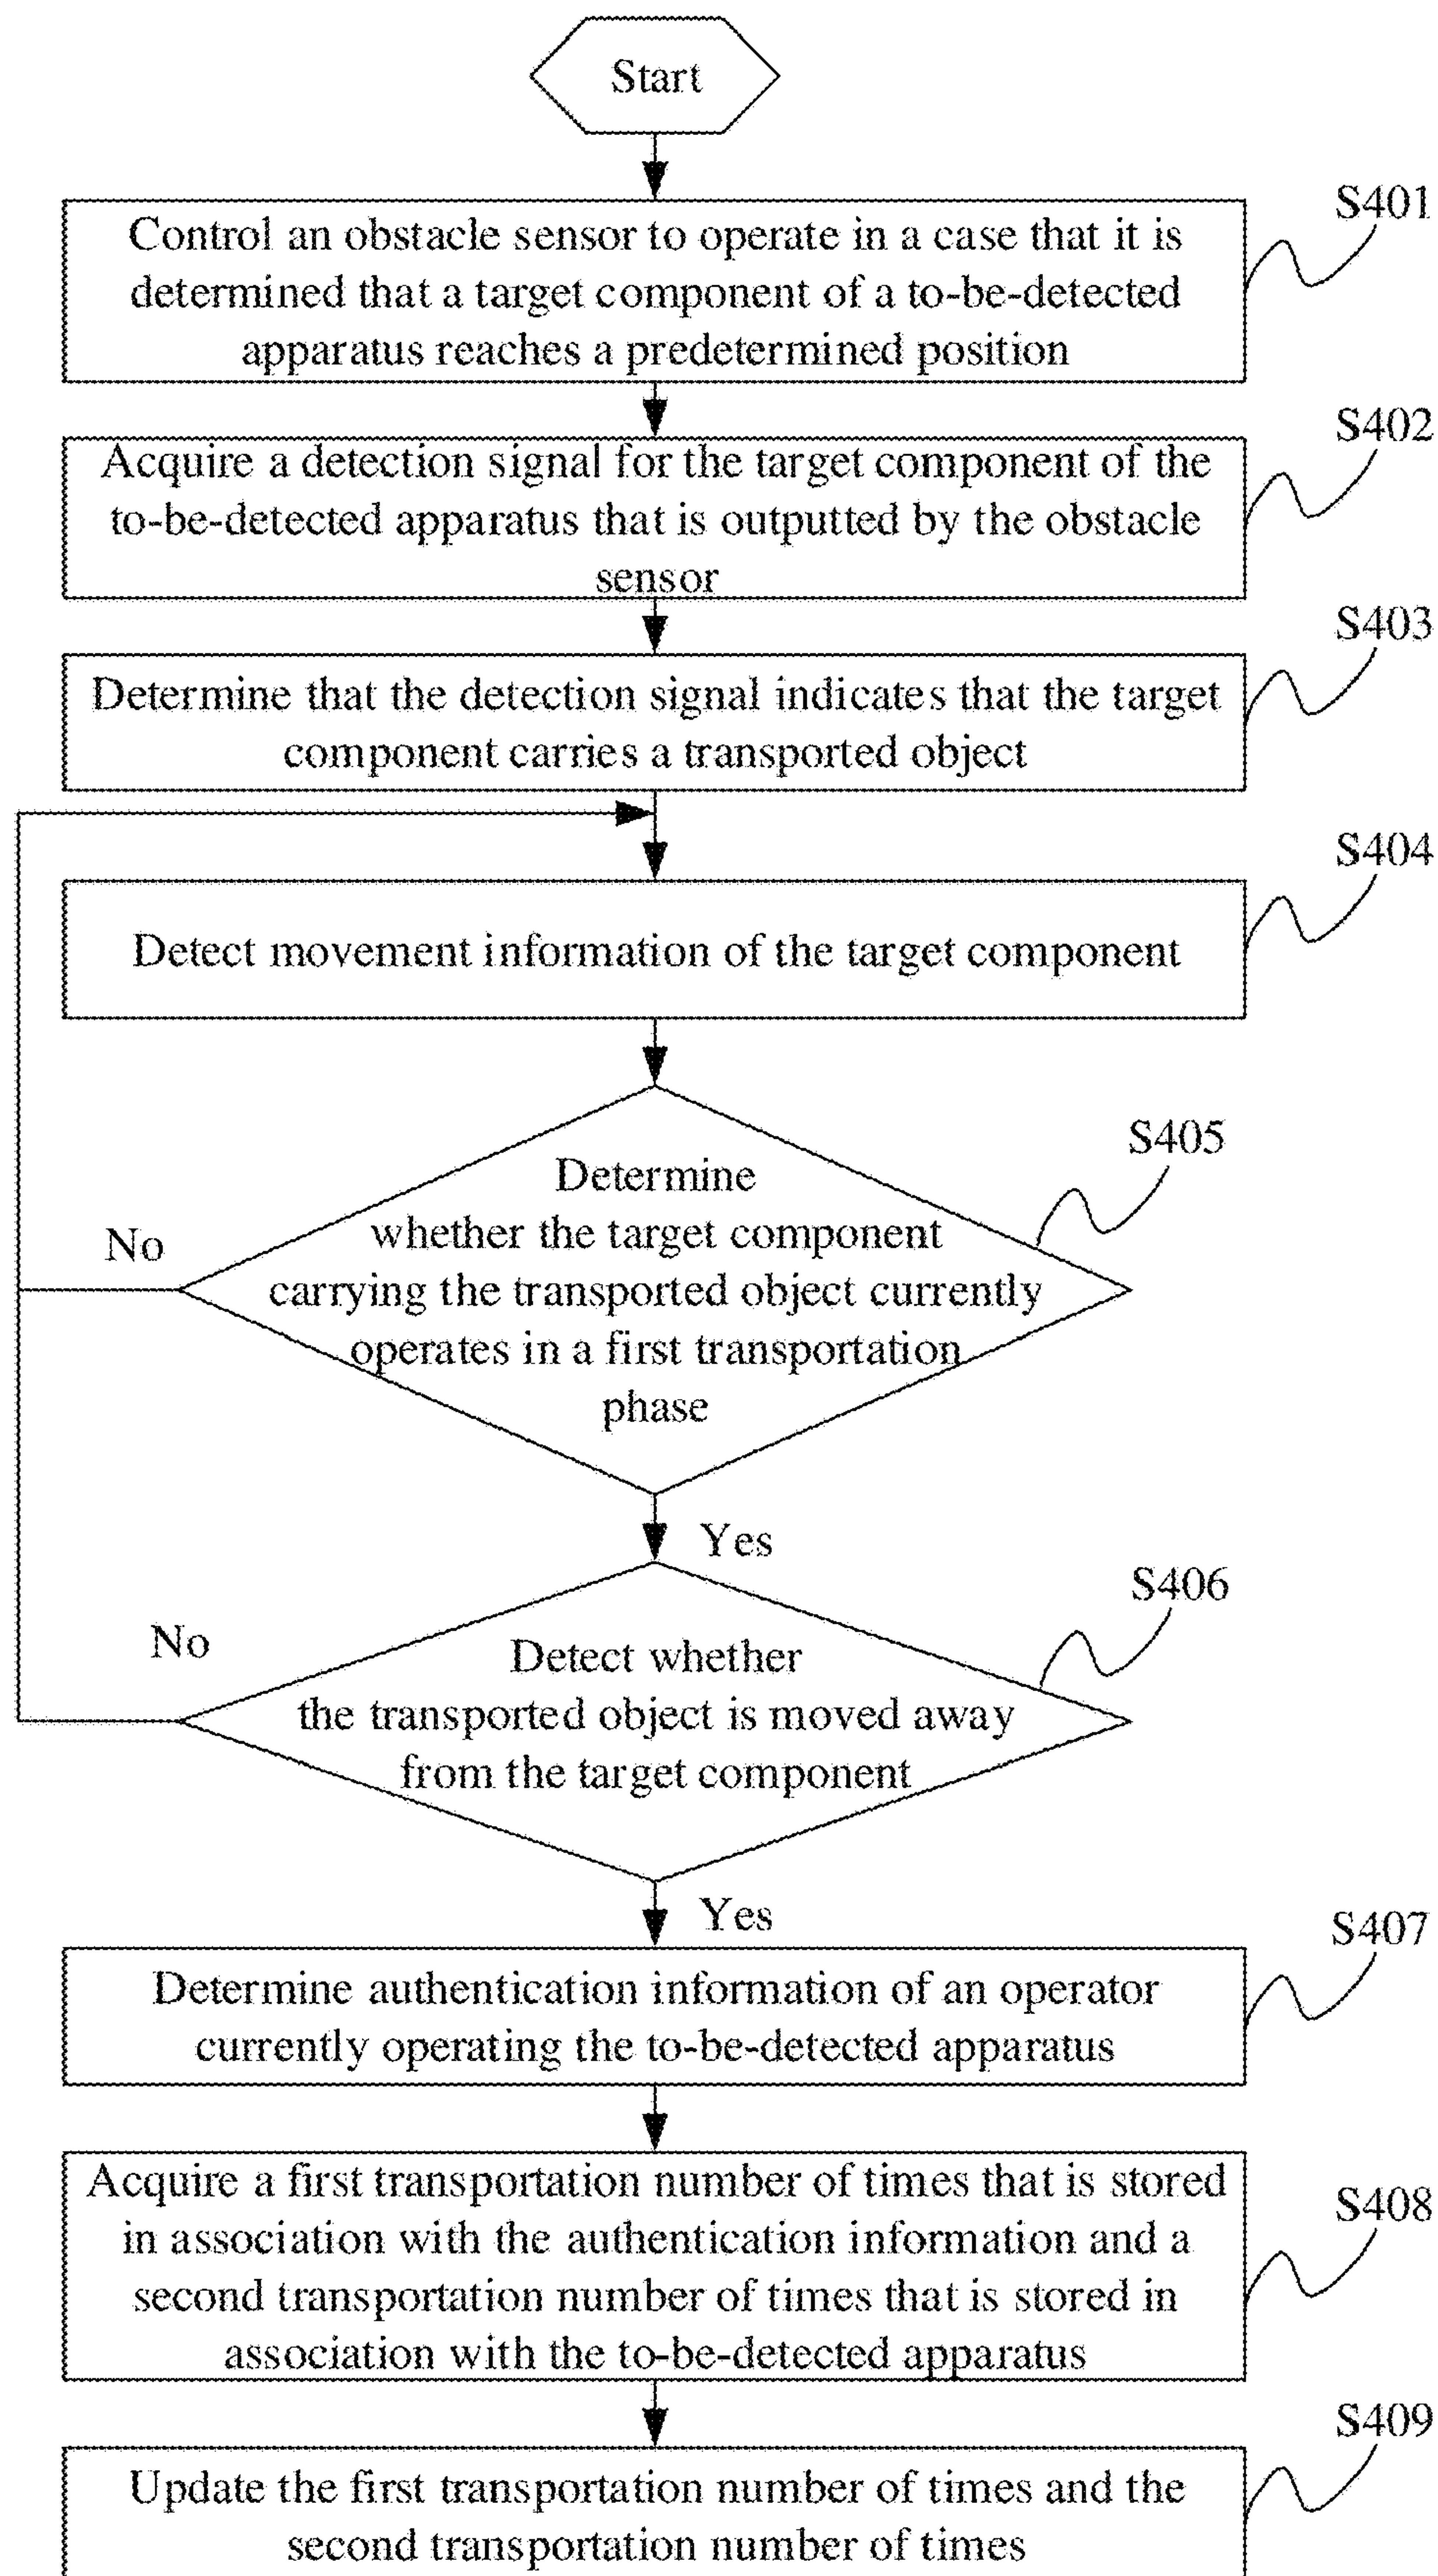 Start
S401
Control an obstacle sensor to operate in a case that it is
determined that a target component of a to-be-detected
apparatus reaches a predetermined position
S402
Acquire a detection signal for the target component of the
to-be-detected apparatus that is outputted by the obstacle
sensor
S403
Determine that the detection signal indicates that the target
component carries a transported object
S404
Detect movement information of the target component
S405
Determine
whether the target component
carrying the transported object currently
operates in a first transportation
phase
No
Yes
S406
Detect whether
the transported object is moved away
from the target component
No
Yes
S407
Determine authentication information of an operator
currently operating the to-be-detected apparatus
S408
Acquire a first transportation number of times that is stored
in association with the authentication information and a
second transportation number of times that is stored in
association with the to-be-detected apparatus
S409
Update the first transportation number of times and the
second transportation number of times